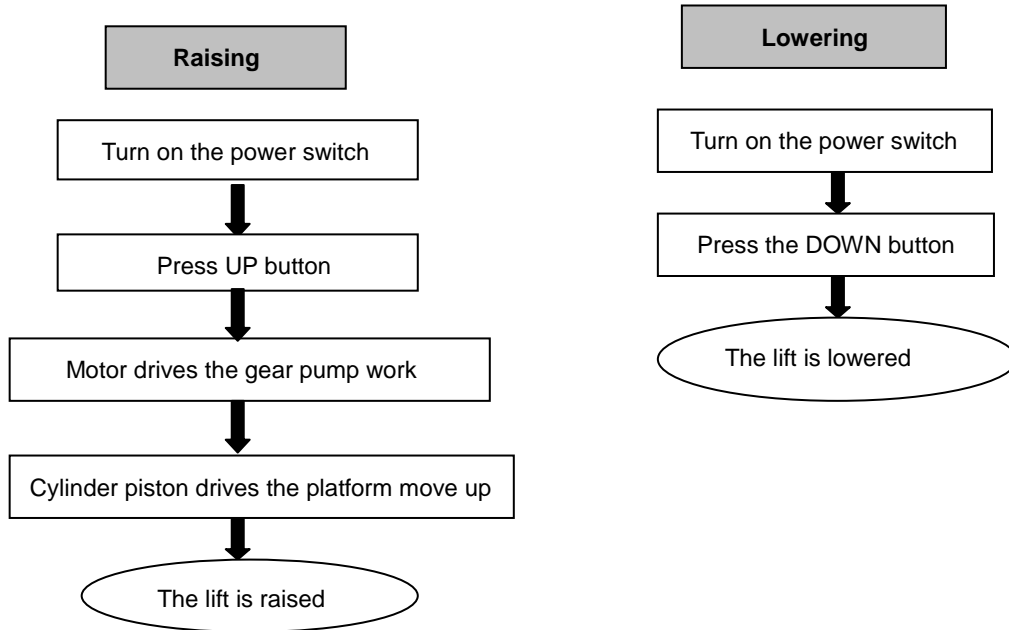 Raising
Turn on the power switch
Press UP button
Motor drives the gear pump work
Cylinder piston drives the platform move up
The lift is raised
Lowering
Turn on the power switch
Press the DOWN button
The lift is lowered